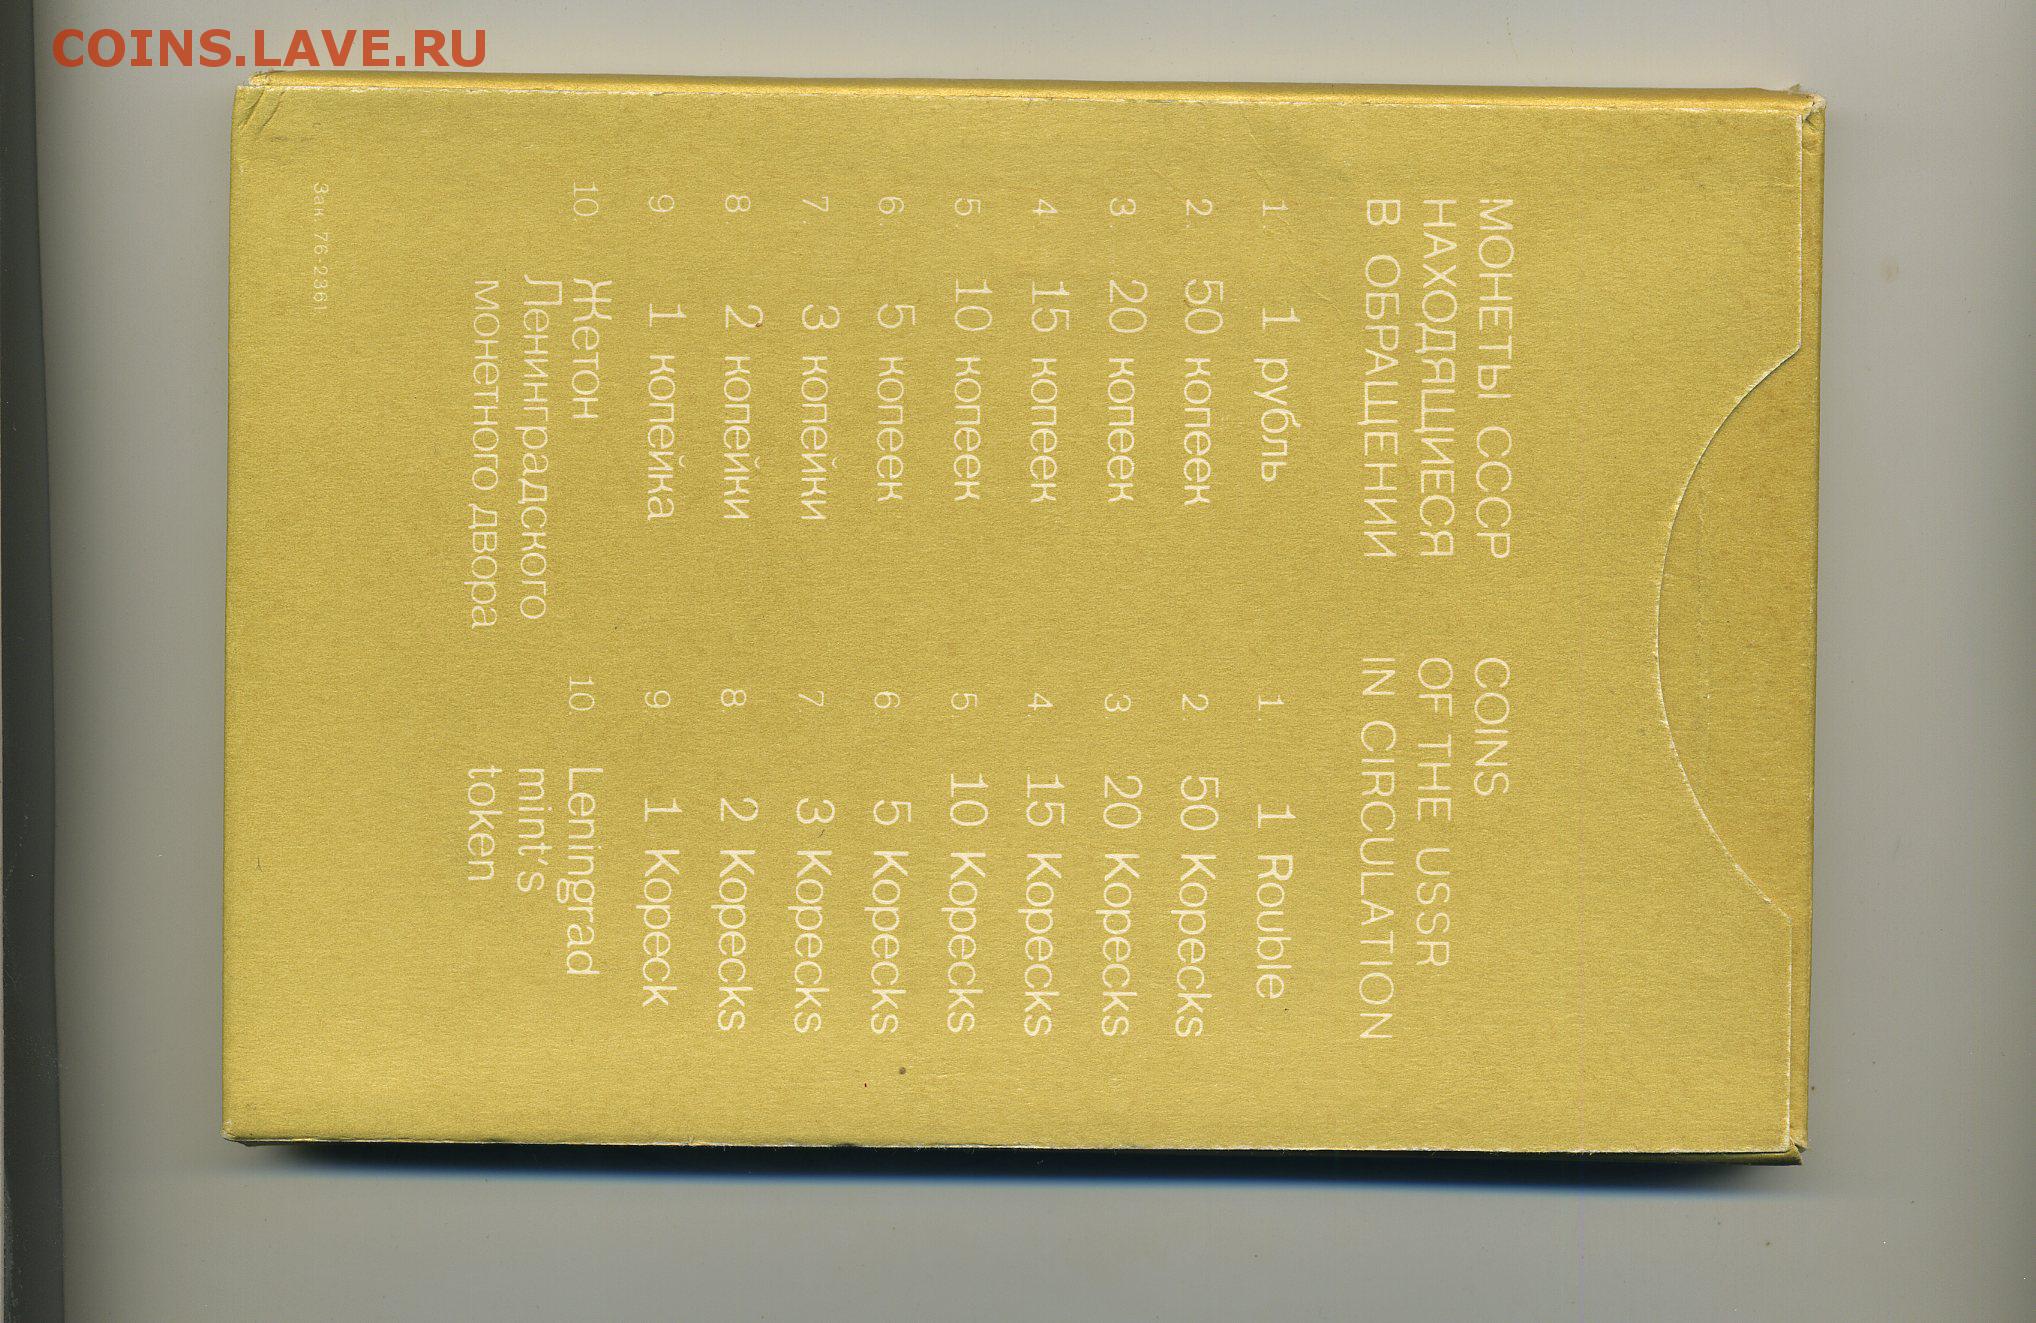 COINS.LAVE.RU
МОНЕТЫ СССР
НАХОДЯЩИЕСЯ
В ОБРАЩЕНИИ
1. 1 рубль
2. 50 копеек
3. 20 копеек
4 15 копеек
5. 10 копеек
6. 5 копеек
7 3 копейки
8 2 копейки
9. 1 копейка
10. Жетон
Ленинградского
монетного двора
COINS
OF THE USSR
IN CIRCULATION
1. 1 Rouble
2. 50 Kopecks
3 20 Kopecks
4. 15 Kopecks
5. 10 Kopecks
6. 5 Kopecks
7 3 Kopecks
8. 2 Kopecks
9. 1 Kopeck
10. Leningrad
mint's
token
Зак. 76-2361.